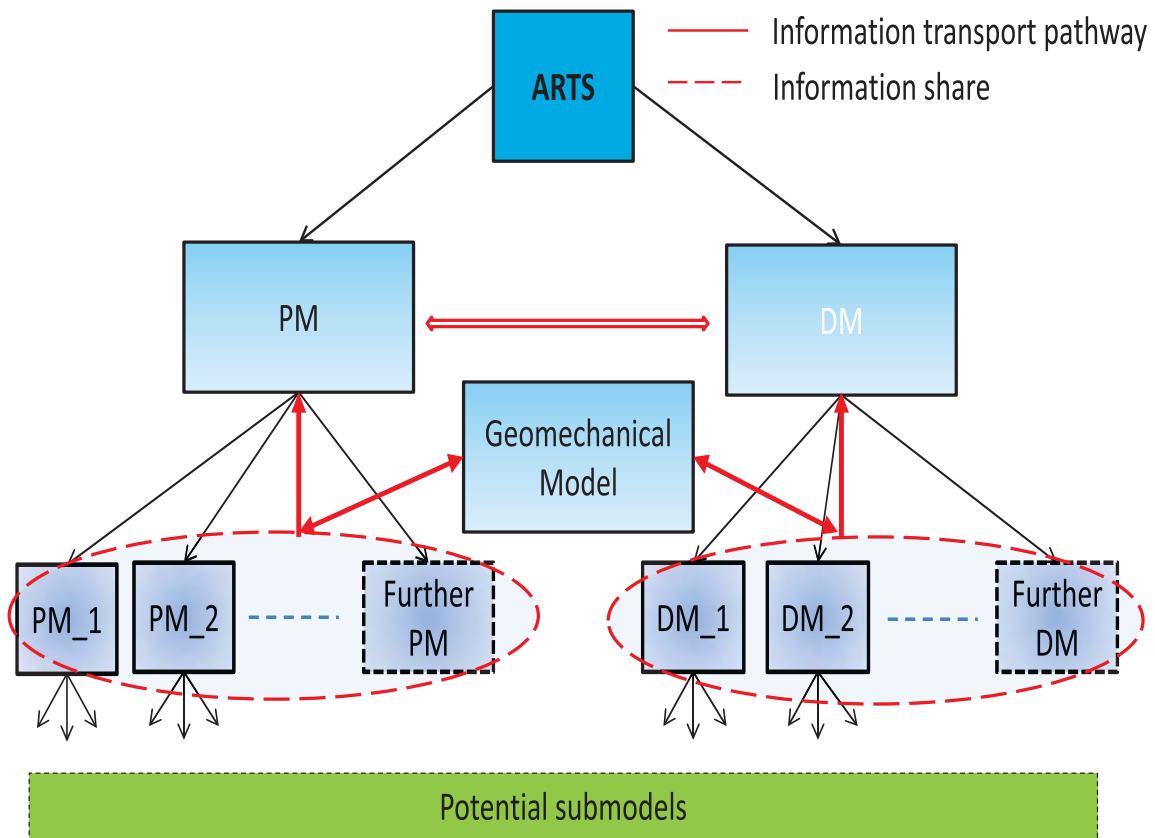 ARTS
Information transport pathway
Information share
PM
DM
Geomechanical
Model
PM_1
PM_2
Further
PM
DM_1
DM_2
Further
DM
Potential submodels